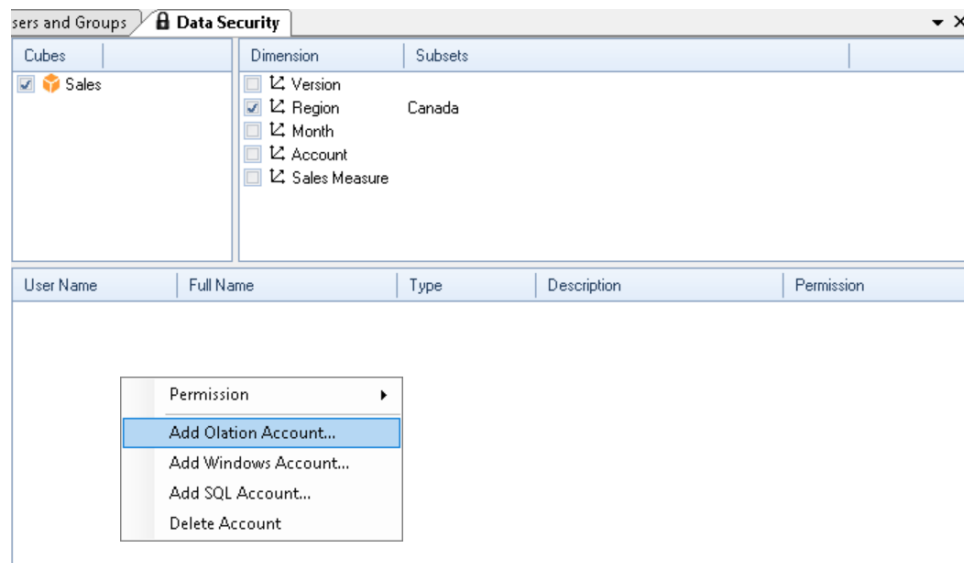 sers and Groups Data Security
Cubes Dimension Subsets
Sales Version
Region Canada
Month
Account
Sales Measure
User Name Full Name Type Description Permission
Permission
Add Olation Account...
Add Windows Account...
Add SQL Account...
Delete Account